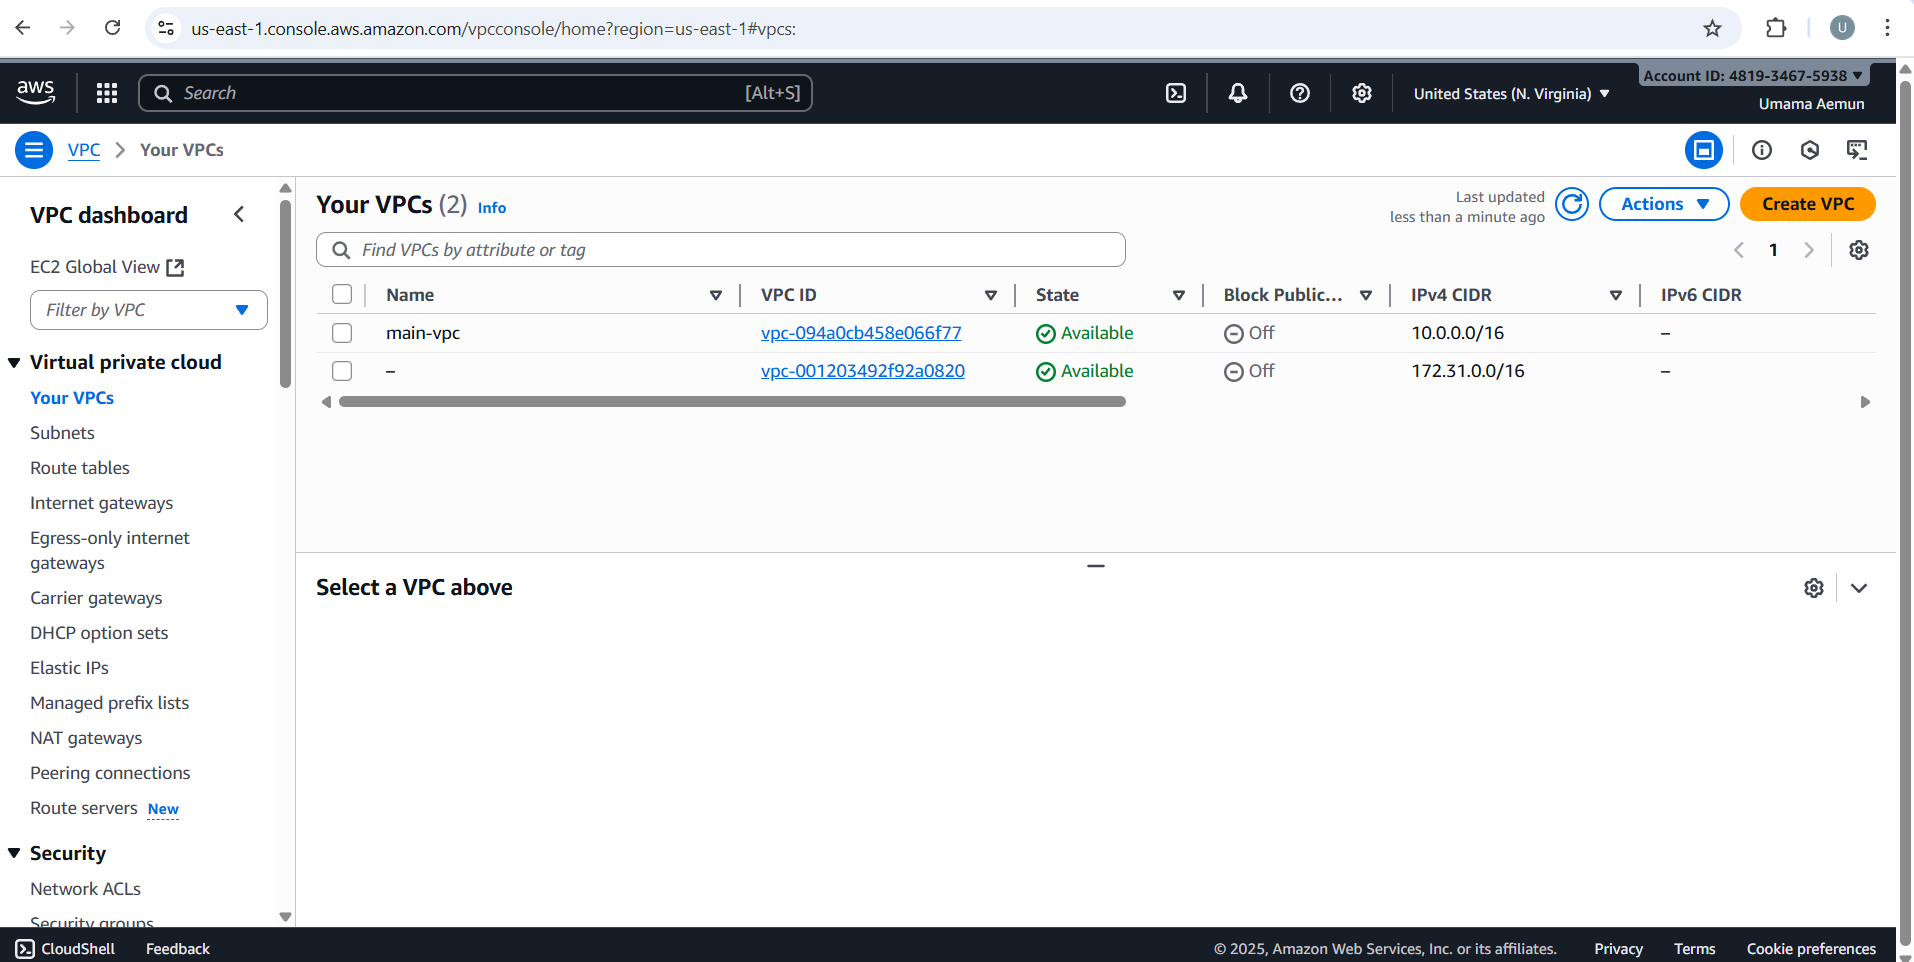 us-east-1.console.aws.amazon.com/vpcconsole/home?region=us-east-1#vpcs:
U
aws
Search
[Alt+S]
United States (N. Virginia)
Account ID: 4819-3467-5938
Umama Aemun
VPC
Your VPCs
VPC dashboard
EC2 Global View
Filter by VPC
Virtual private cloud
Your VPCs
Subnets
Route tables
Internet gateways
Egress-only internet
gateways
Carrier gateways
DHCP option sets
Elastic IPs
Managed prefix lists
NAT gateways
Peering connections
Route servers New
Security
Network ACLs
Security groups
Your VPCs (2) Info
Last updated
less than a minute ago
Actions
Create VPC
Find VPCs by attribute or tag
1
Name VPC ID State Block Public... IPv4 CIDR IPv6 CIDR
main-vpc vpc-094a0cb458e066f77 Available Off 10.0.0.0/16 –
– vpc-001203492f92a0820 Available Off 172.31.0.0/16 –
Select a VPC above
CloudShell Feedback © 2025, Amazon Web Services, Inc. or its affiliates. Privacy Terms Cookie preferences